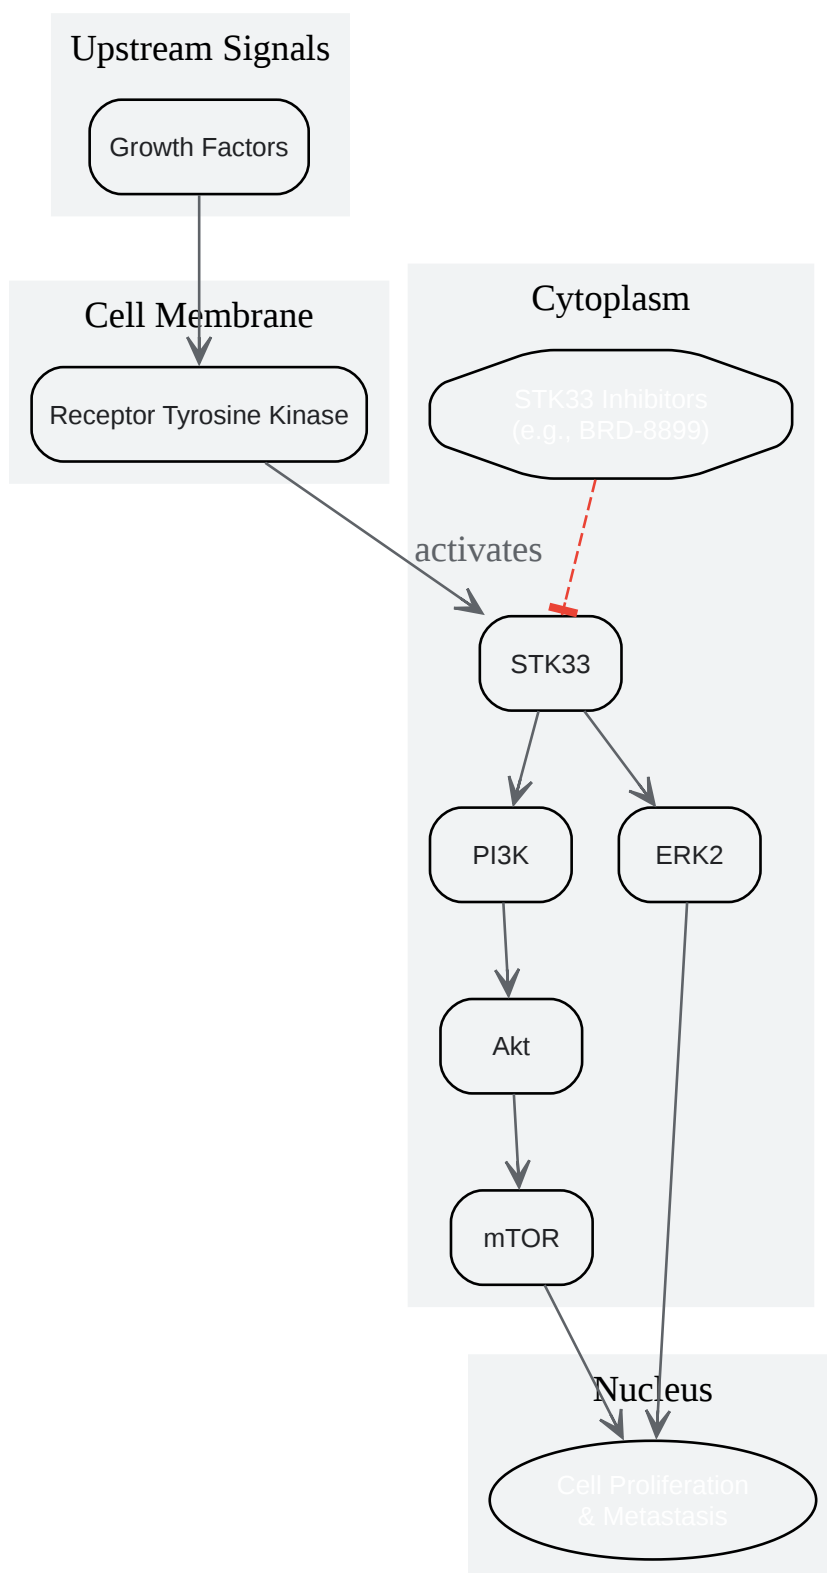 Upstream Signals
Growth Factors
Cell Membrane
Receptor Tyrosine Kinase
Cytoplasm
STK33 Inhibitors
(e.g., BRD-8899)
activates
STK33
PI3K
ERK2
Akt
mTOR
Nucleus
Cell Proliferation
& Metastasis